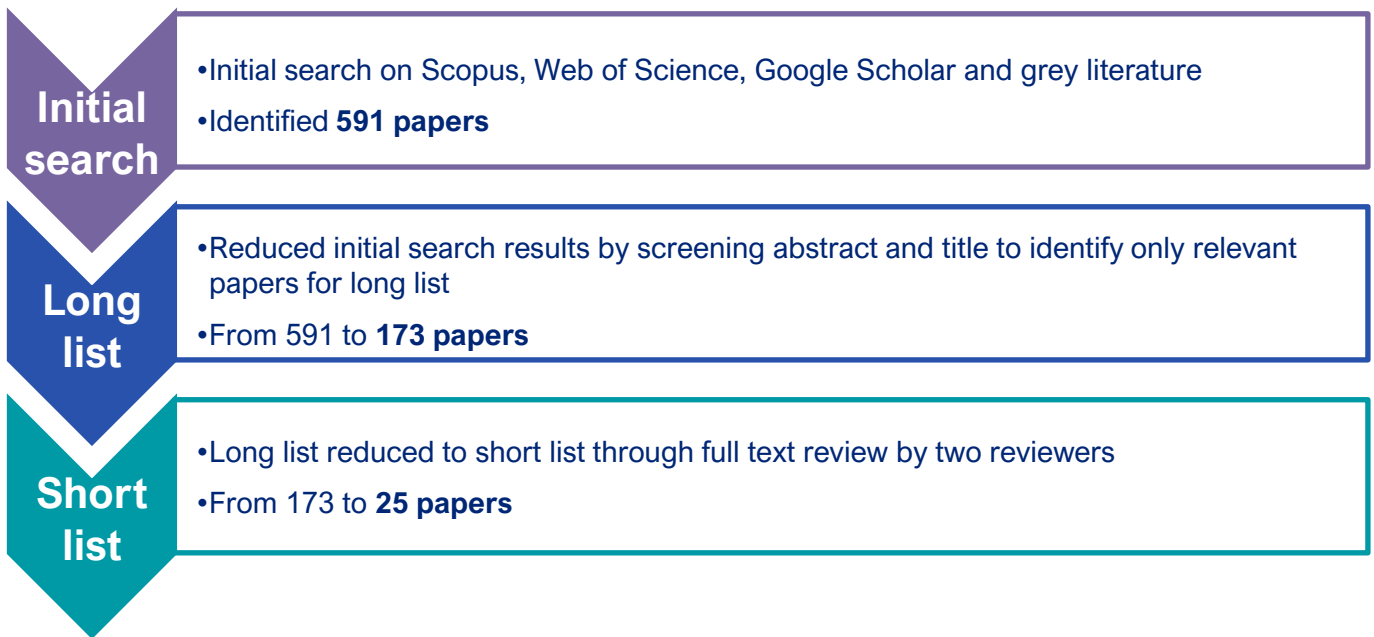 Initial
search
•Initial search on Scopus, Web of Science, Google Scholar and grey literature
•Identified 591 papers
Long
list
•Reduced initial search results by screening abstract and title to identify only relevant
papers for long list
•From 591 to 173 papers
Short
list
•Long list reduced to short list through full text review by two reviewers
•From 173 to 25 papers